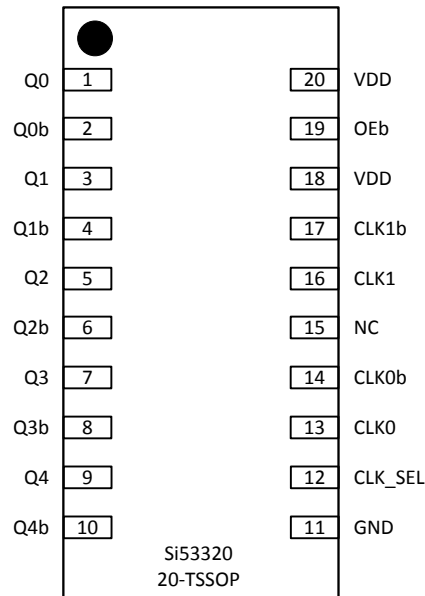 Q0 1 20 VDD
Q0b 2 19 OEb
Q1 3 18 VDD
Q1b 4 17 CLK1b
Q2 5 16 CLK1
Q2b 6 15 NC
Q3 7 14 CLK0b
Q3b 8 13 CLK0
Q4 9 12 CLK_SEL
Q4b 10 11 GND
Si53320
20-TSSOP